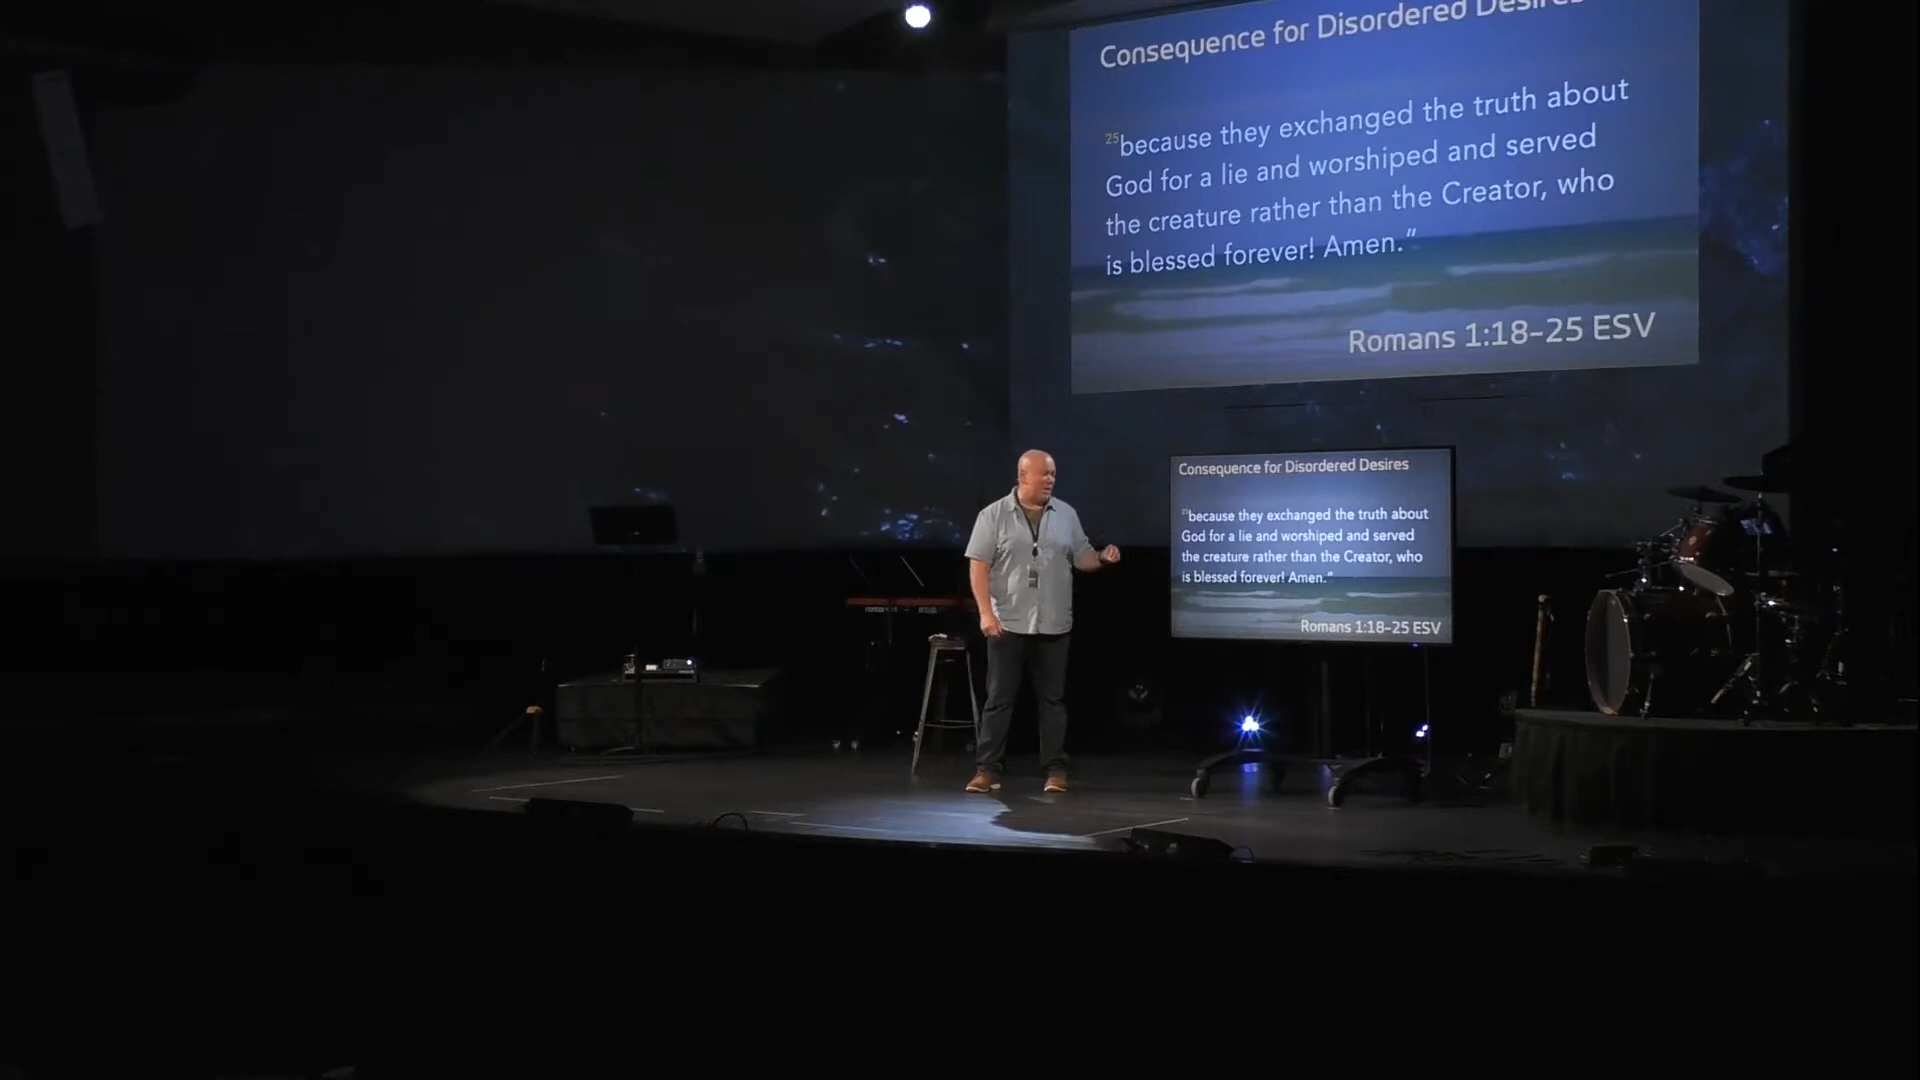 Consequence for Disordered Desires
25because they exchanged the truth about
God for a lie and worshiped and served
the creature rather than the Creator, who
is blessed forever! Amen.”
Romans 1:18-25 ESV
Consequence for Disordered Desires
25because they exchanged the truth about
God for a lie and worshiped and served
the creature rather than the Creator, who
is blessed forever! Amen.”
Romans 1:18-25 ESV